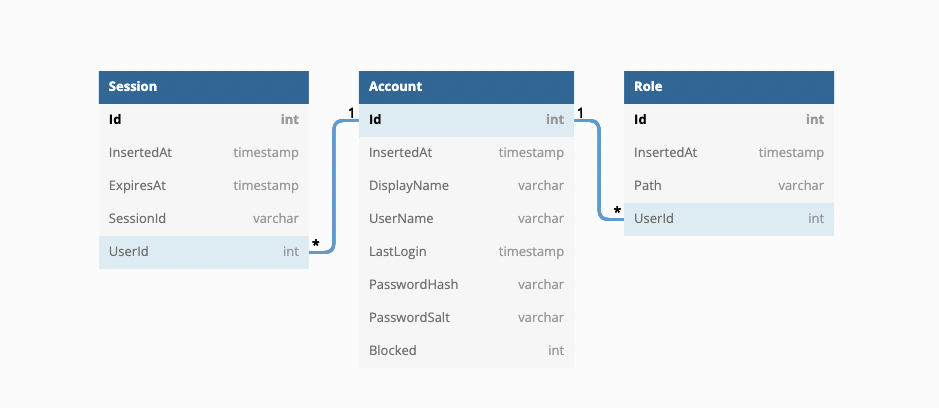 Session
Id int
InsertedAt timestamp
ExpiresAt timestamp
SessionId varchar
UserId int
*
1
Account
Id int
InsertedAt timestamp
DisplayName varchar
UserName varchar
LastLogin timestamp
PasswordHash varchar
PasswordSalt varchar
Blocked int
1
*
Role
Id int
InsertedAt timestamp
Path varchar
UserId int